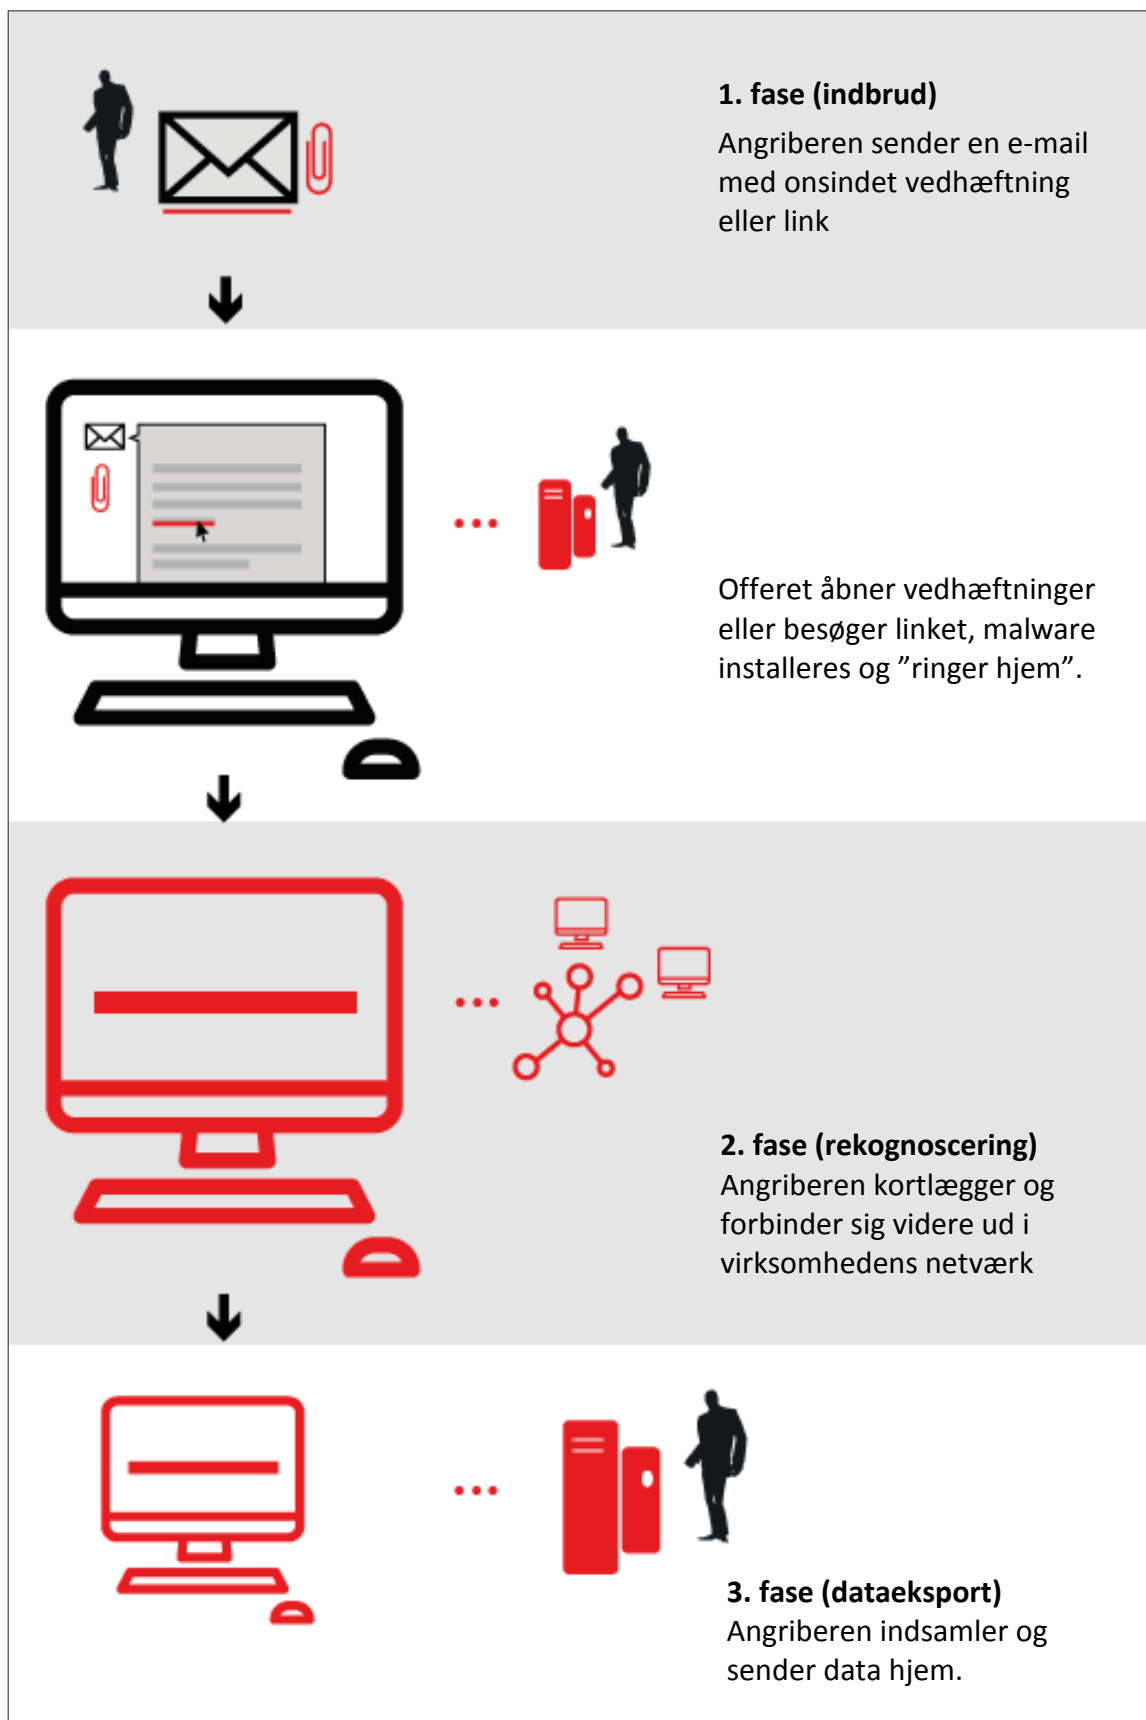 1. fase (indbrud)
Angriberen sender en e-mail
med onsindet vedhæftning
eller link
Offeret åbner vedhæftninger
eller besøger linket, malware
installeres og ”ringer hjem”.
2. fase (rekognoscering)
Angriberen kortlægger og
forbinder sig videre ud i
virksomhedens netværk
3. fase (dataeksport)
Angriberen indsamler og
sender data hjem.